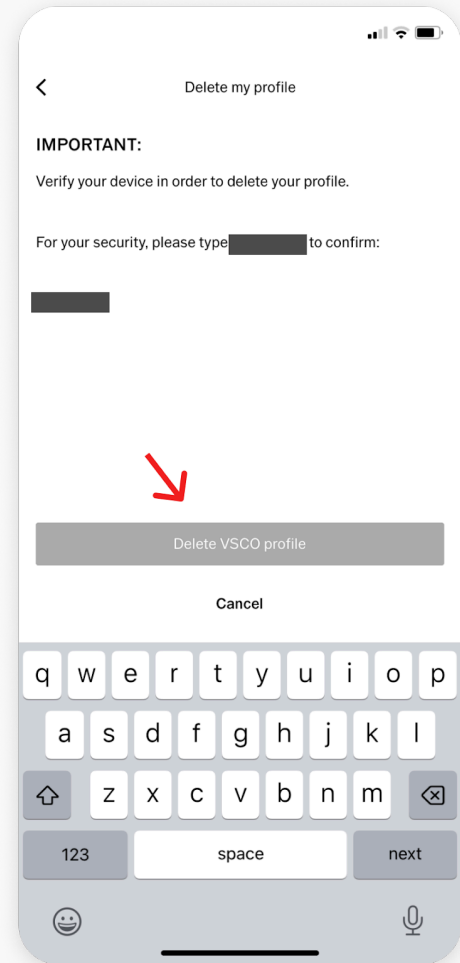 Delete my profile
IMPORTANT:
Verify your device in order to delete your profile.
For your security, please type to confirm:
Delete VSCO profile
Cancel
q w e r t y u i o p
a s d f g h j k l
z x c v b n m
123 space next